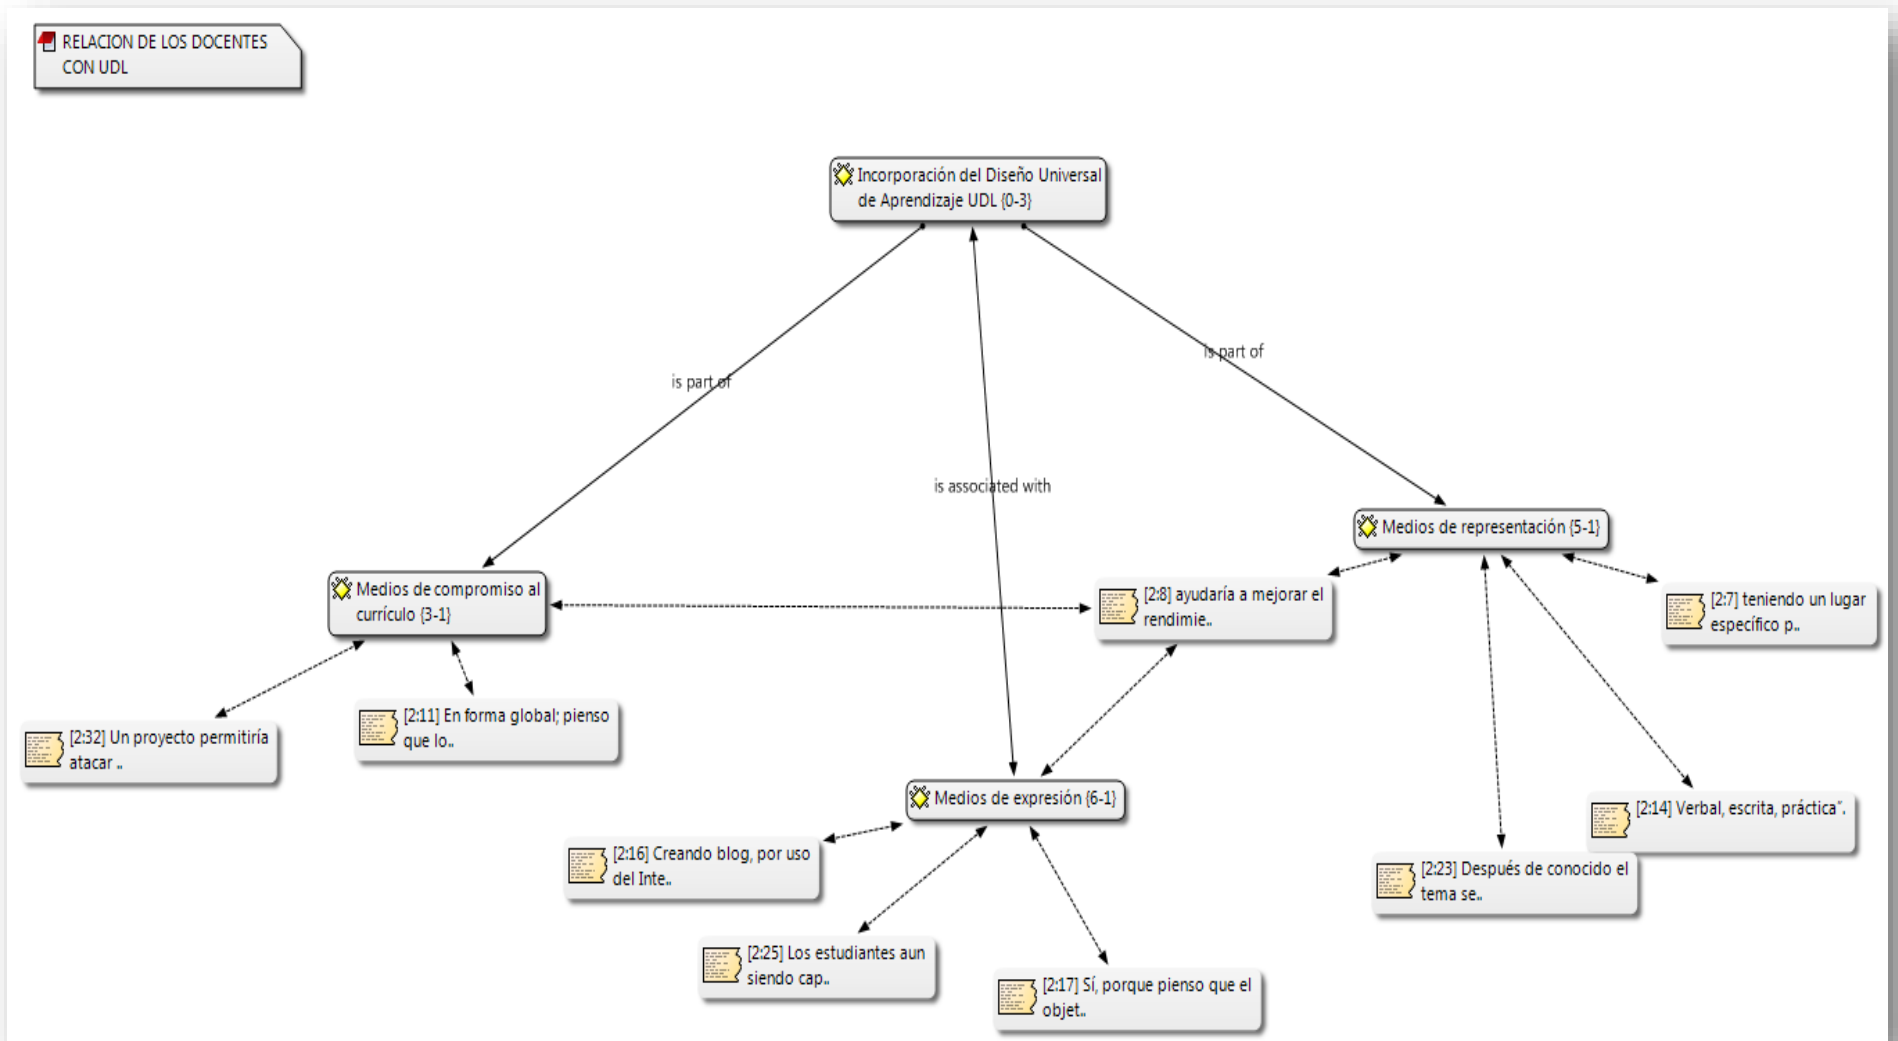 RELACION DE LOS DOCENTES
CON UDL
Incorporación del Diseño Universal
de Aprendizaje UDL {0-3}
is part of
is part of
is associated with
Medios de representación {5-1}
Medios de compromiso al
currículo {3-1}
[2:8] ayudaría a mejorar el
rendimie..
[2:7] teniendo un lugar
específico p..
[2:32] Un proyecto permitiría
atacar ..
[2:11] En forma global; pienso
que lo..
Medios de expresión {6-1}
[2:14] Verbal, escrita, práctica”.
[2:16] Creando blog, por uso
del Inte..
[2:23] Después de conocido el
tema se..
[2:25] Los estudiantes aun
siendo cap..
[2:17] Sí, porque pienso que el
objet..